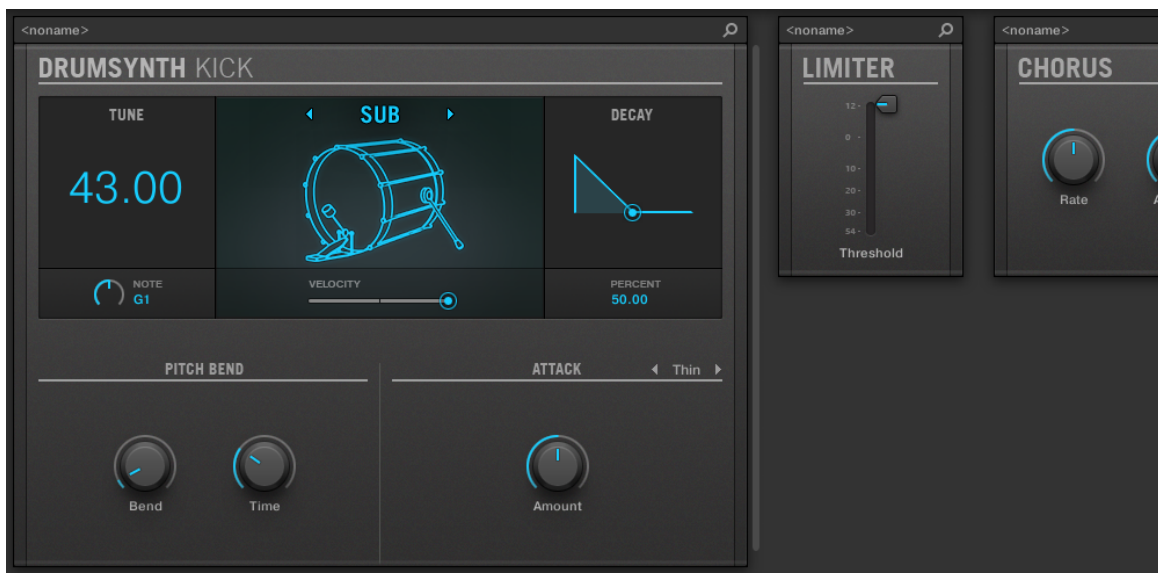 <noname>
DRUMSYNTH KICK
TUNE
SUB
DECAY
43.00
NOTE
G1
VELOCITY
PERCENT
50.00
PITCH BEND
ATTACK
Thin
Bend
Time
Amount
<noname>
LIMITER
12 -
0 -
10 -
20 -
30 -
54 -
Threshold
<noname>
CHORUS
Rate